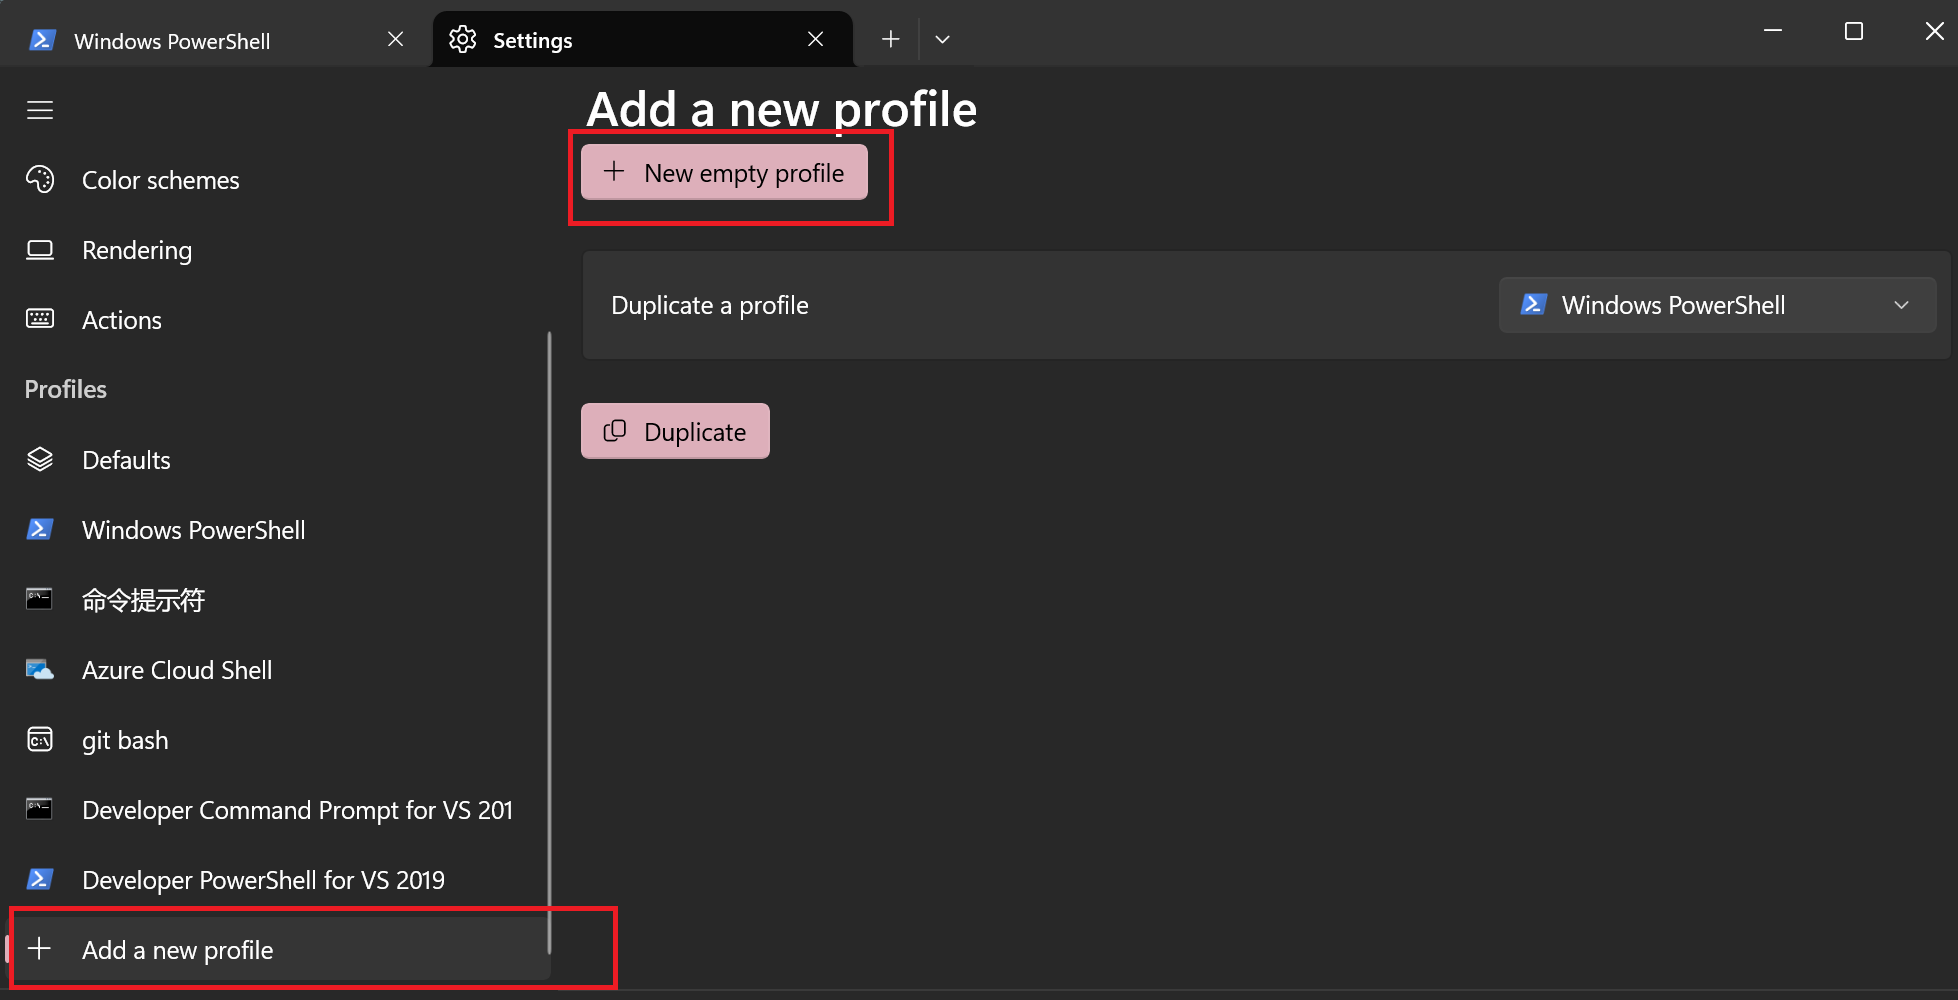 Windows PowerShell
Settings
Color schemes
Rendering
Actions
Profiles
Defaults
Windows PowerShell
命令提示符
Azure Cloud Shell
git bash
Developer Command Prompt for VS 201
Developer PowerShell for VS 2019
Add a new profile
Add a new profile
New empty profile
Duplicate a profile
Windows PowerShell
Duplicate